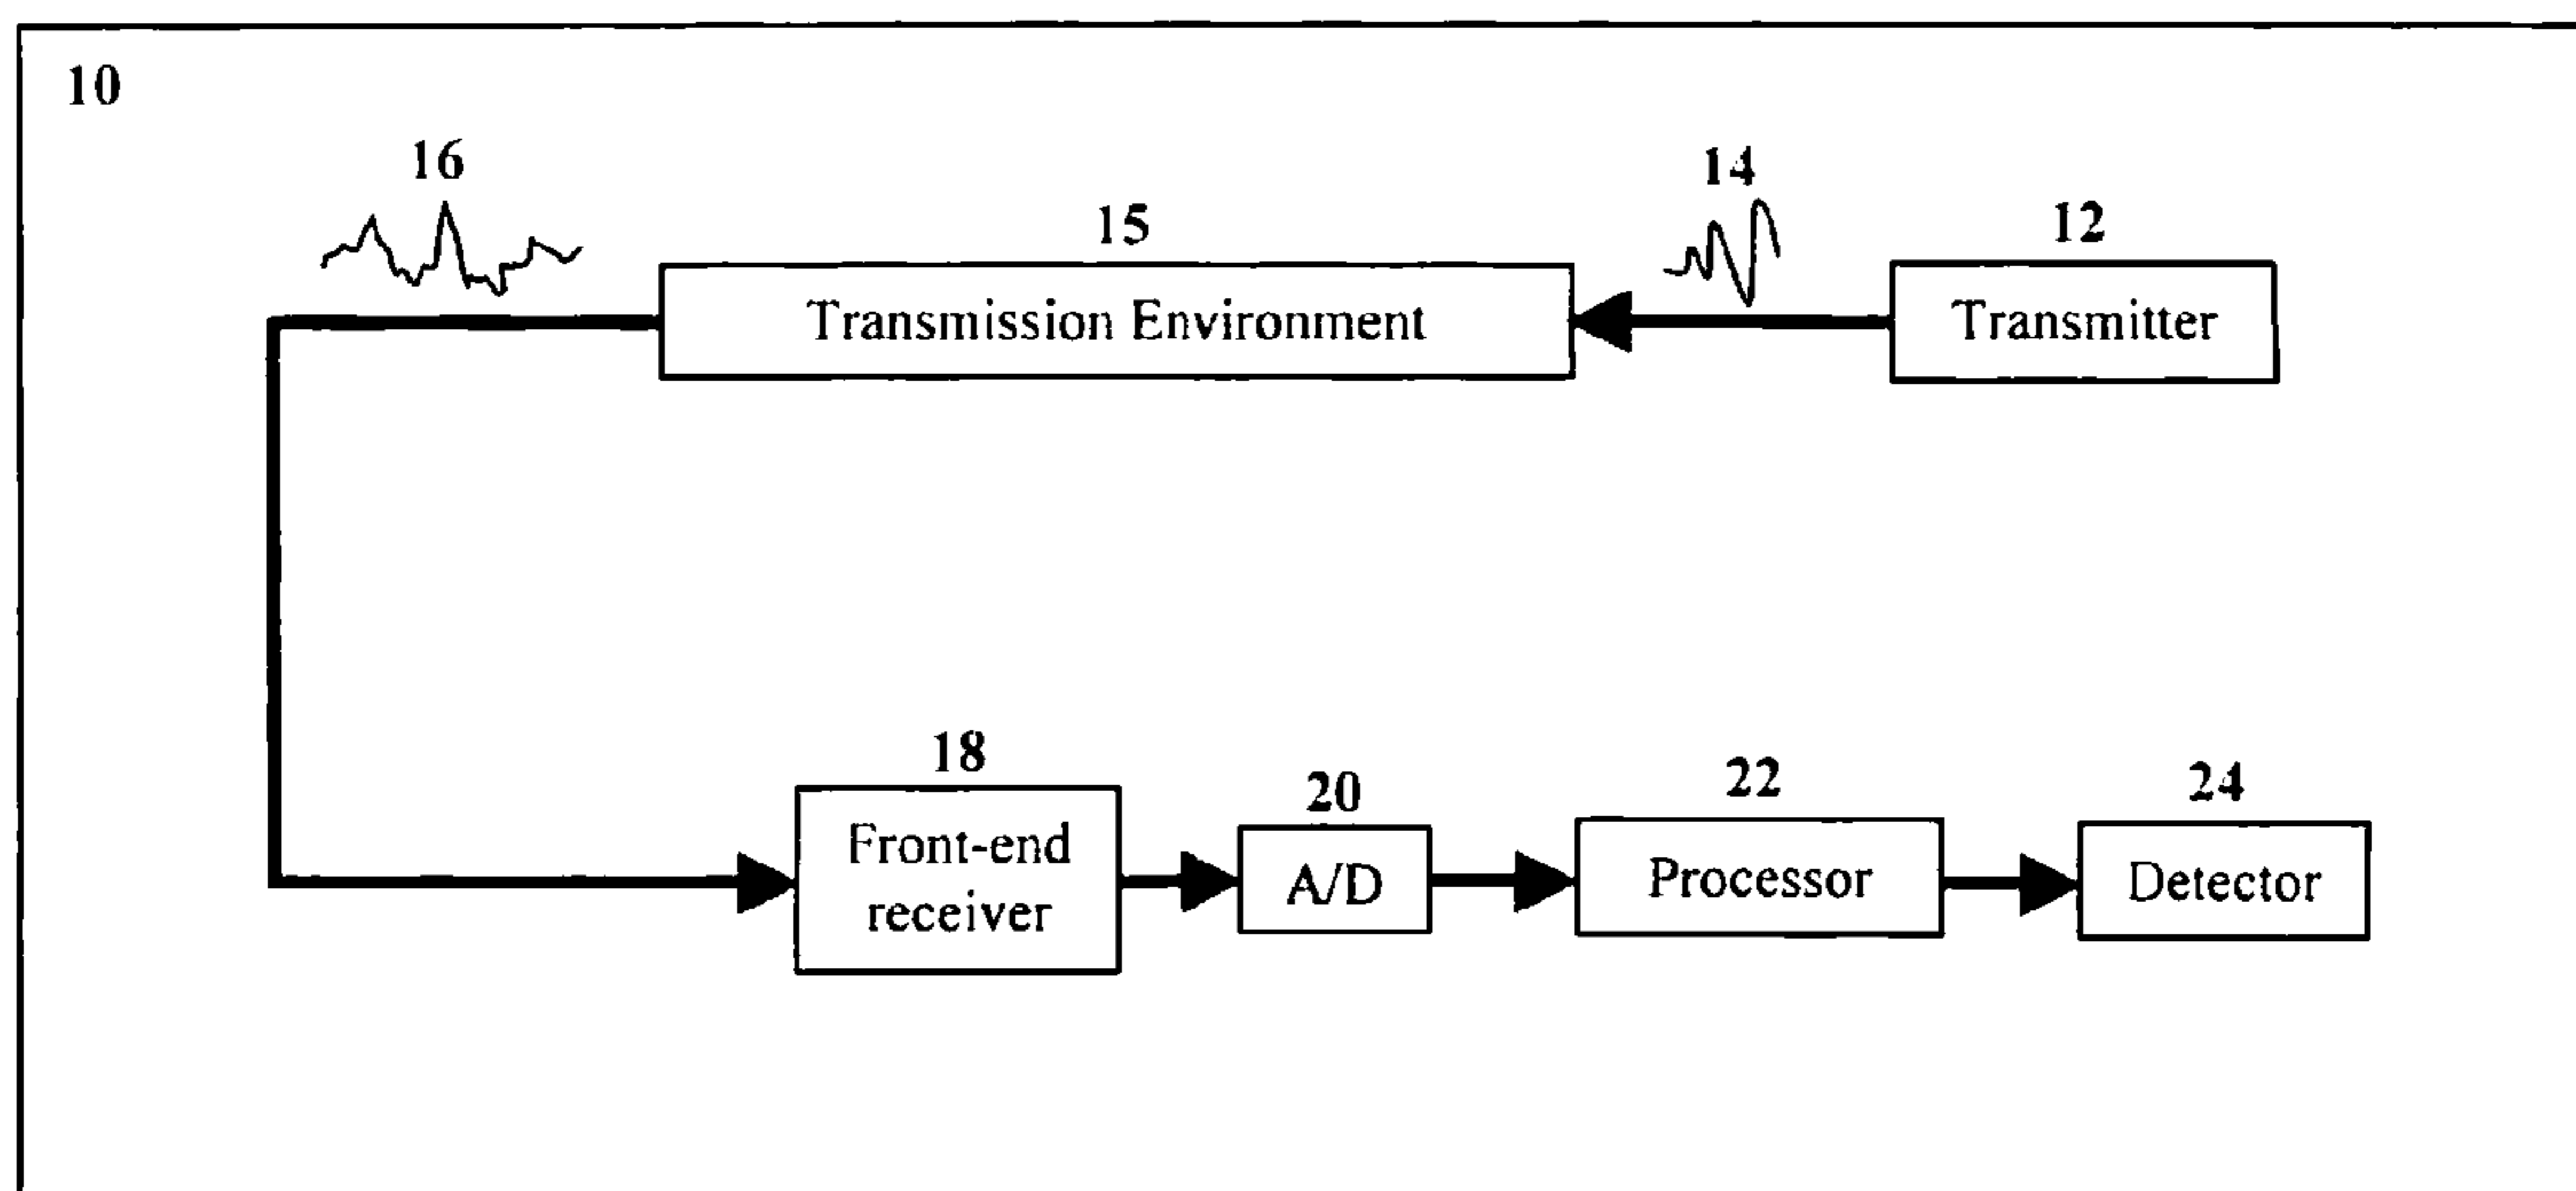 10
16
14
15
12
Transmission Environment
Transmitter
18
20
22
24
Front-end
receiver
A/D
Processor
Detector